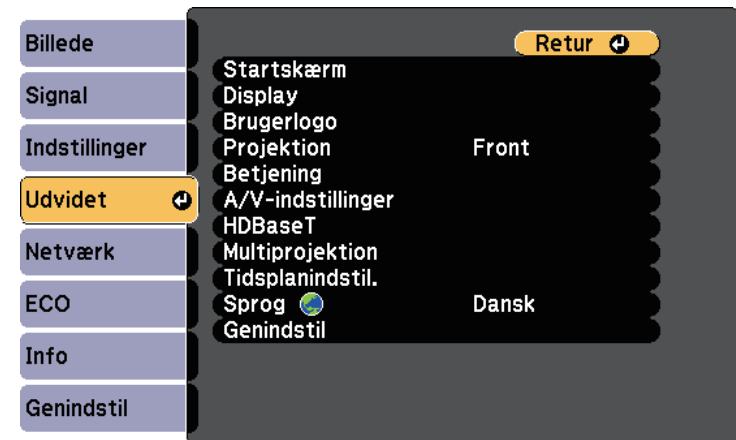 Billede
Signal
Indstillinger
Udvidet
Netværk
ECO
Info
Genindstil
Retur
Startskærm
Display
Brugerlogo
Projektion Front
Betjening
A/V-indstillinger
HDBaseT
Multiprojektion
Tidsplanindstil.
Sprog Dansk
Genindstil